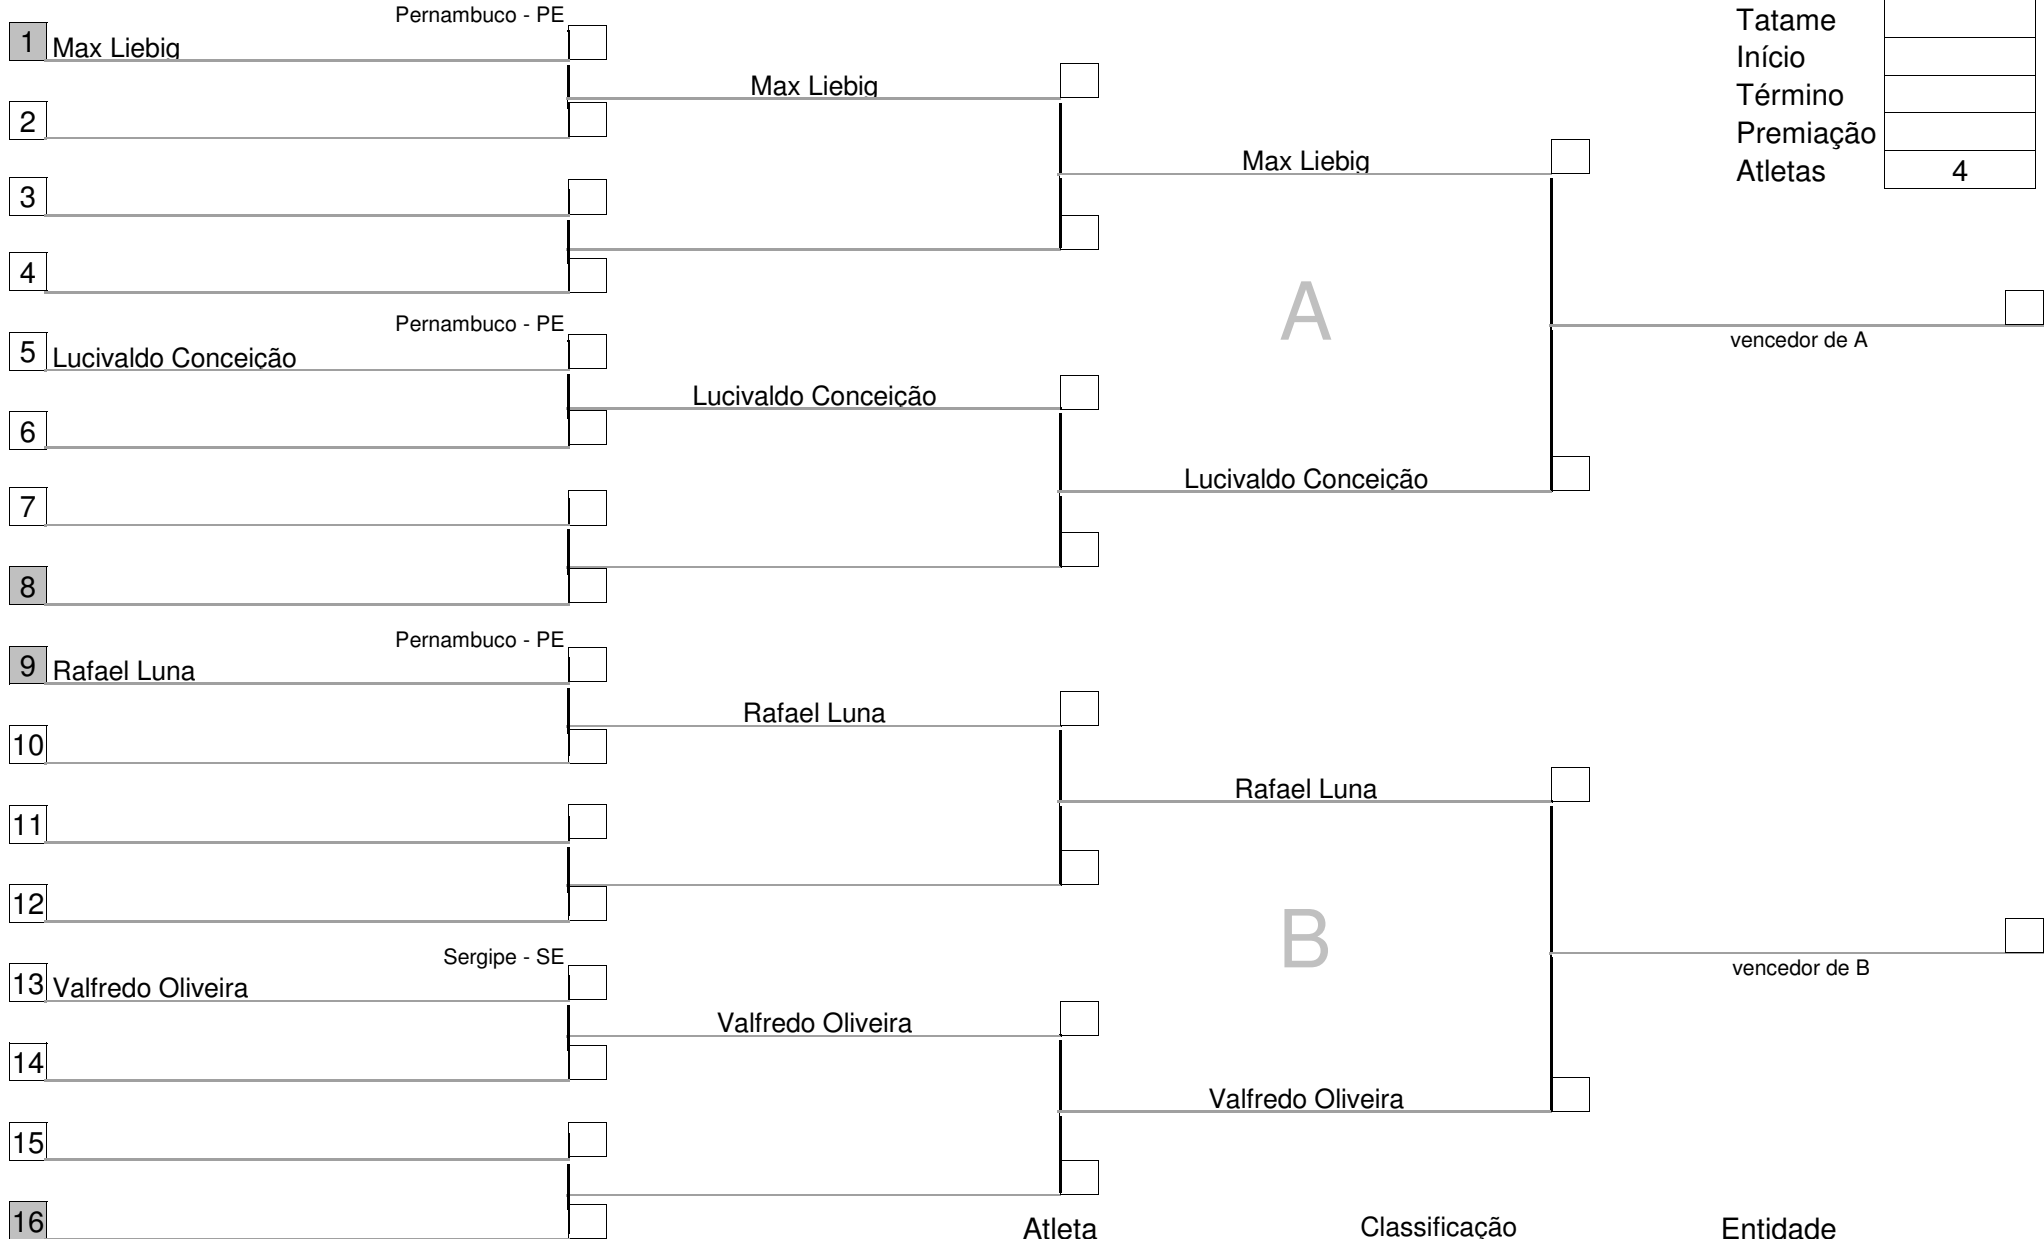 Pernambuco - PE
1 Max Liebig
2
3
4
Pernambuco - PE
5 Lucivaldo Conceição
6
7
8
Pernambuco - PE
9 Rafael Luna
10
11
12
Sergipe - SE
13 Valfredo Oliveira
14
15
16
Max Liebig
Lucivaldo Conceição
Rafael Luna
Valfredo Oliveira
Max Liebig
A
Lucivaldo Conceição
Rafael Luna
B
Valfredo Oliveira
Tatame
Início
Término
Premiação
Atletas 4
vencedor de A
vencedor de B
Atleta Classificação Entidade